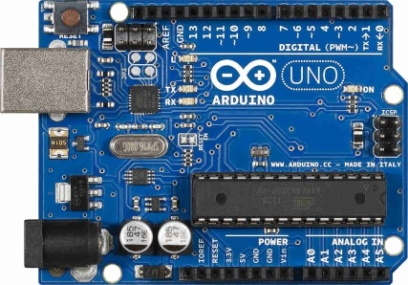 RESET
AREF
GND
13
12
~11
~10
~9
8
7
~6
~5
4
~3
2
TX→1
RX←0
DIGITAL (PWM~)
L
TX
RX
UNO
ARDUINO
ON
ICSP
WWW.ARDUINO.CC - MADE IN ITALY
IOREF
RESET
3.3V
5V
GND
GND
Vin
A0
A1
A2
A3
A4
A5
POWER
ANALOG IN